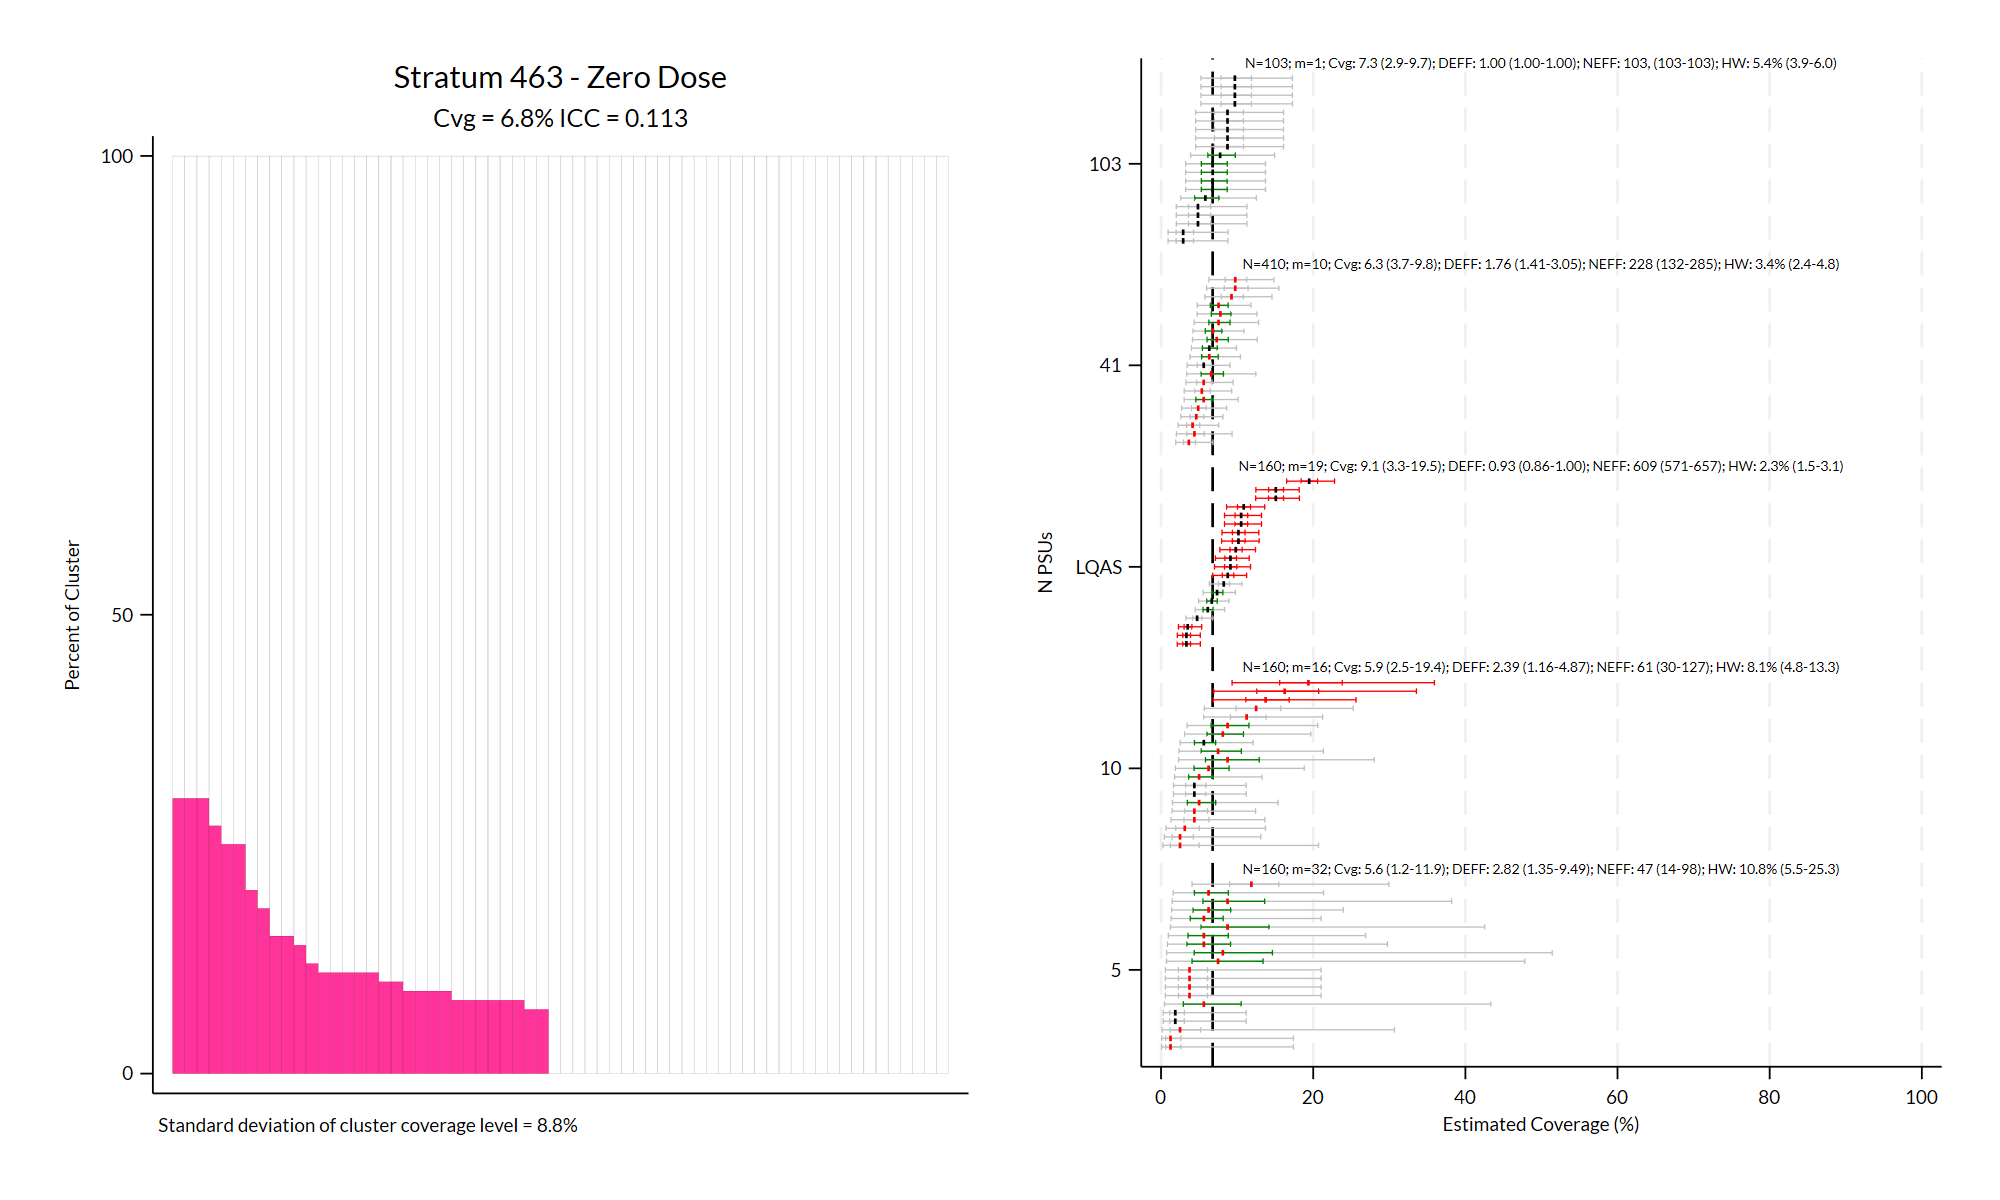 Stratum 463 - Zero Dose
Cvg = 6.8% ICC = 0.113
100
50
0
Percent of Cluster
Standard deviation of cluster coverage level = 8.8%
N=103; m=1; Cvg: 7.3 (2.9-9.7); DEFF: 1.00 (1.00-1.00); NEFF: 103, (103-103); HW: 5.4% (3.9-6.0)
103
N=410; m=10; Cvg: 6.3 (3.7-9.8); DEFF: 1.76 (1.41-3.05); NEFF: 228 (132-285); HW: 3.4% (2.4-4.8)
41
N=160; m=19; Cvg: 9.1 (3.3-19.5); DEFF: 0.93 (0.86-1.00); NEFF: 609 (571-657); HW: 2.3% (1.5-3.1)
LQAS
N=160; m=16; Cvg: 5.9 (2.5-19.4); DEFF: 2.39 (1.16-4.87); NEFF: 61 (30-127); HW: 8.1% (4.8-13.3)
10
N=160; m=32; Cvg: 5.6 (1.2-11.9); DEFF: 2.82 (1.35-9.49); NEFF: 47 (14-98); HW: 10.8% (5.5-25.3)
5
N PSUs
0 20 40 60 80 100
Estimated Coverage (%)